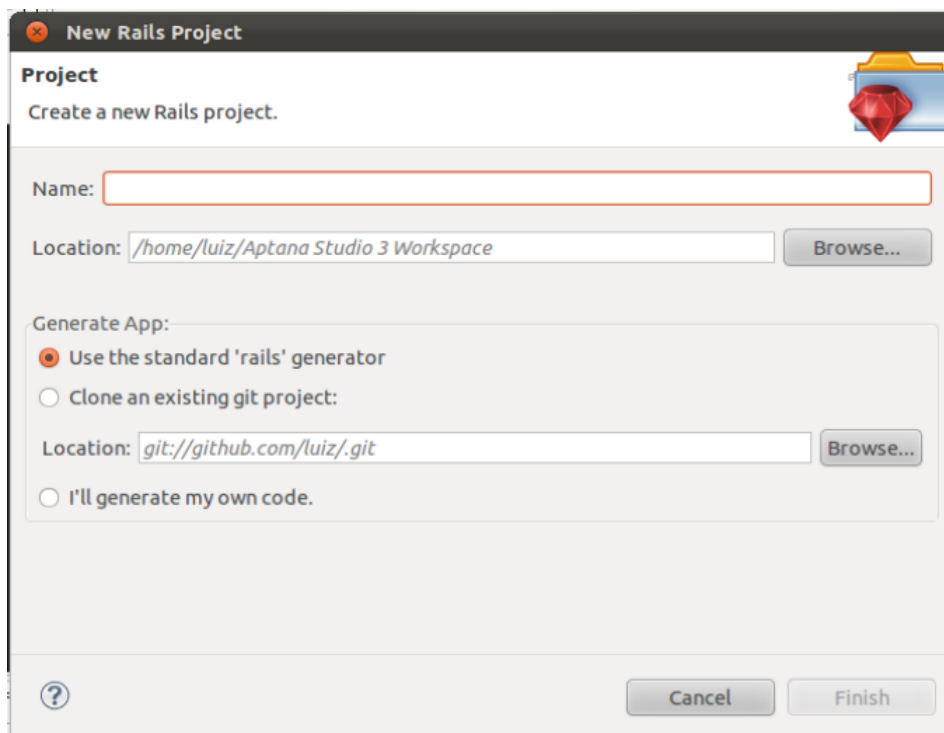 New Rails Project
Project
Create a new Rails project.
Name:
Location: /home/luiz/Aptana Studio 3 Workspace Browse...
Generate App:
Use the standard 'rails' generator
Clone an existing git project:
Location: git://github.com/luiz/.git Browse...
I'll generate my own code.
? Cancel Finish